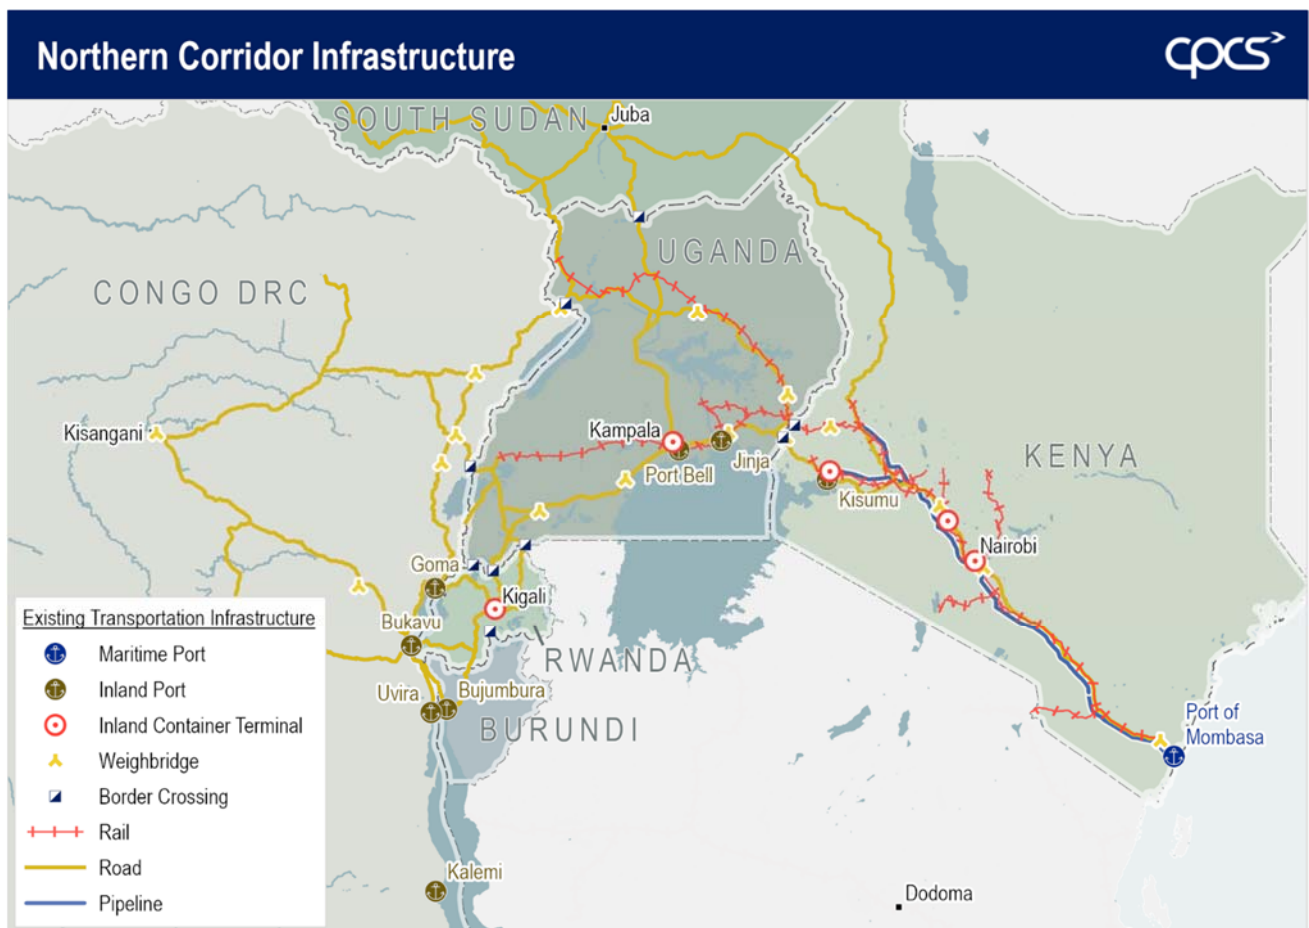 Northern Corridor Infrastructure
cpcs
SOUTH SUDAN
Juba
UGANDA
CONGO DRC
Kisangani
Kampala
Port Bell
Jinja
KENYA
Kisumu
Nairobi
Goma
Kigali
Bukavu
RWANDA
Uvira
Bujumbura
BURUNDI
Port of
Mombasa
Kalemi
Dodoma
Existing Transportation Infrastructure
Maritime Port
Inland Port
Inland Container Terminal
Weighbridge
Border Crossing
Rail
Road
Pipeline